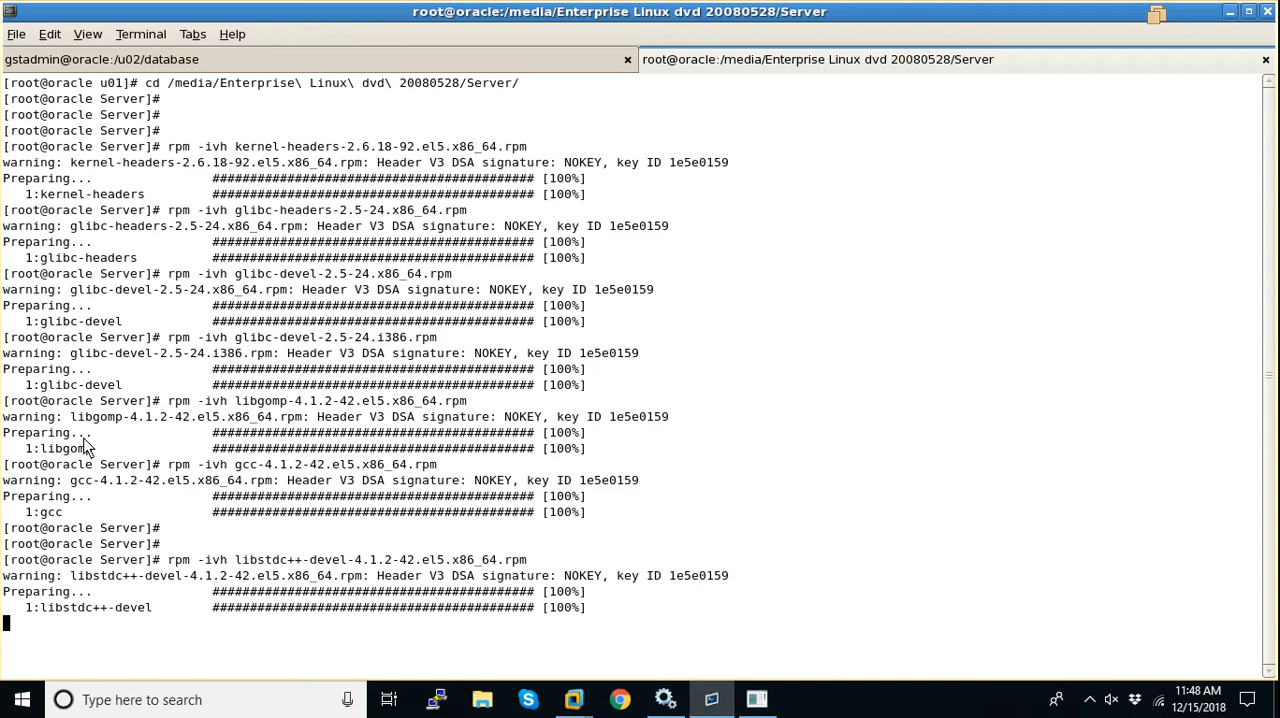 root@oracle:/media/Enterprise Linux dvd 20080528/Server
File Edit View Terminal Tabs Help
gstadmin@oracle:/u02/database
root@oracle:/media/Enterprise Linux dvd 20080528/Server
[root@oracle u01]# cd /media/Enterprise\ Linux\ dvd\ 20080528/Server/
[root@oracle Server]#
[root@oracle Server]#
[root@oracle Server]#
[root@oracle Server]# rpm -ivh kernel-headers-2.6.18-92.el5.x86_64.rpm
warning: kernel-headers-2.6.18-92.el5.x86_64.rpm: Header V3 DSA signature: NOKEY, key ID 1e5e0159
Preparing... ########################################### [100%]
1:kernel-headers ########################################### [100%]
[root@oracle Server]# rpm -ivh glibc-headers-2.5-24.x86_64.rpm
warning: glibc-headers-2.5-24.x86_64.rpm: Header V3 DSA signature: NOKEY, key ID 1e5e0159
Preparing... ########################################### [100%]
1:glibc-headers ########################################### [100%]
[root@oracle Server]# rpm -ivh glibc-devel-2.5-24.x86_64.rpm
warning: glibc-devel-2.5-24.x86_64.rpm: Header V3 DSA signature: NOKEY, key ID 1e5e0159
Preparing... ########################################### [100%]
1:glibc-devel ########################################### [100%]
[root@oracle Server]# rpm -ivh glibc-devel-2.5-24.i386.rpm
warning: glibc-devel-2.5-24.i386.rpm: Header V3 DSA signature: NOKEY, key ID 1e5e0159
Preparing... ########################################### [100%]
1:glibc-devel ########################################### [100%]
[root@oracle Server]# rpm -ivh libgomp-4.1.2-42.el5.x86_64.rpm
warning: libgomp-4.1.2-42.el5.x86_64.rpm: Header V3 DSA signature: NOKEY, key ID 1e5e0159
Preparing... ########################################### [100%]
1:libgomp ########################################### [100%]
[root@oracle Server]# rpm -ivh gcc-4.1.2-42.el5.x86_64.rpm
warning: gcc-4.1.2-42.el5.x86_64.rpm: Header V3 DSA signature: NOKEY, key ID 1e5e0159
Preparing... ########################################### [100%]
1:gcc ########################################### [100%]
[root@oracle Server]#
[root@oracle Server]#
[root@oracle Server]# rpm -ivh libstdc++-devel-4.1.2-42.el5.x86_64.rpm
warning: libstdc++-devel-4.1.2-42.el5.x86_64.rpm: Header V3 DSA signature: NOKEY, key ID 1e5e0159
Preparing... ########################################### [100%]
1:libstdc++-devel ########################################### [100%]
Type here to search
11:48 AM
12/15/2018